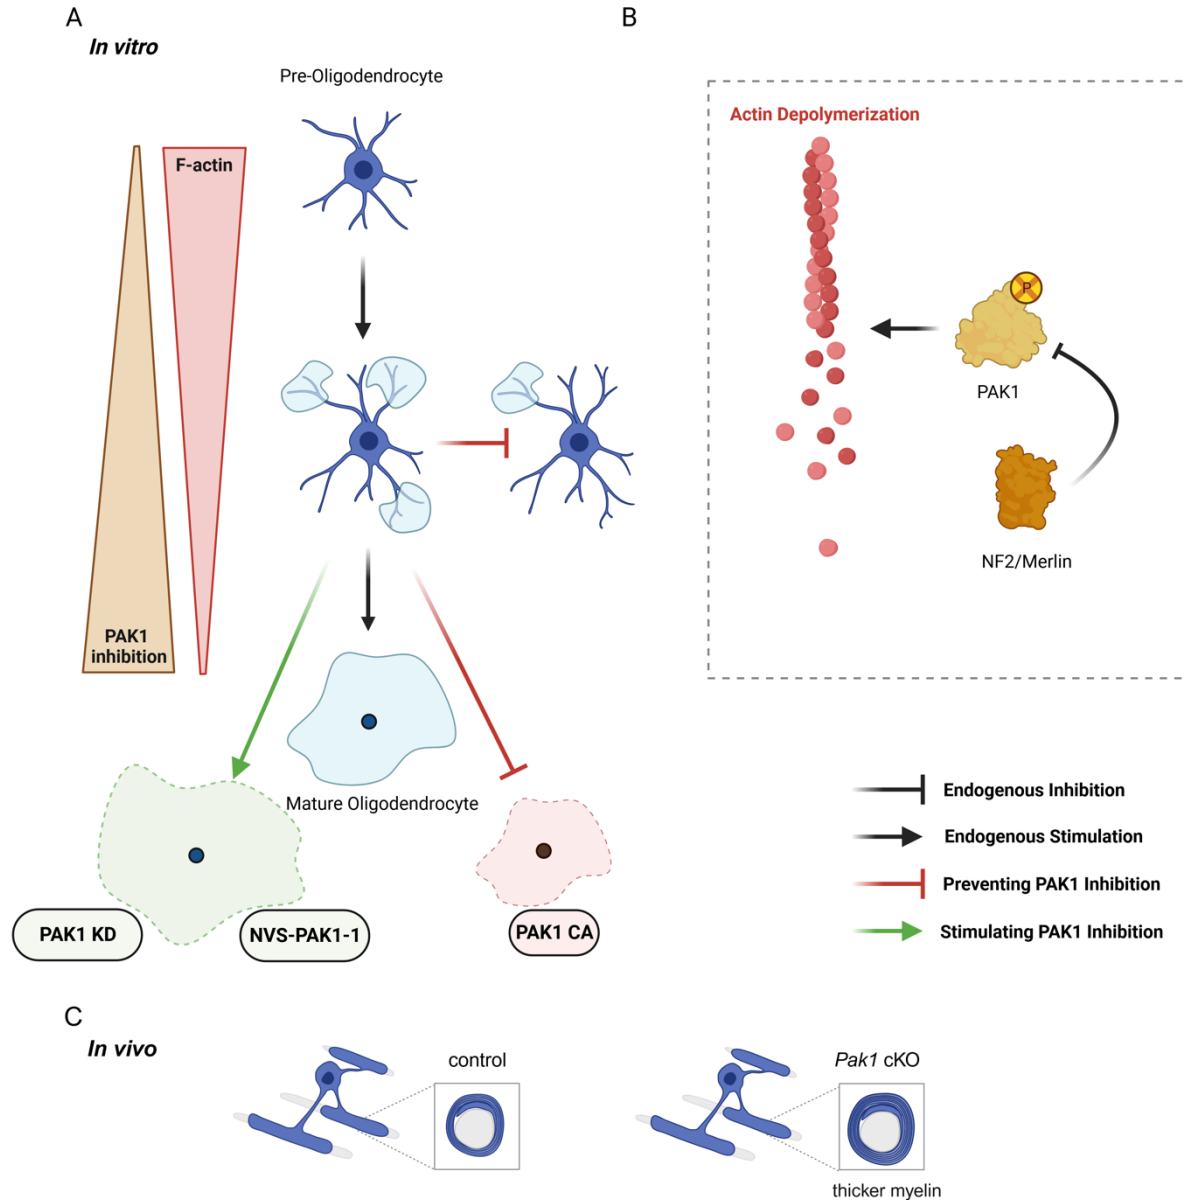 A
In vitro
Pre-Oligodendrocyte
F-actin
PAK1
inhibition
Mature Oligodendrocyte
PAK1 KD
NVS-PAK1-1
PAK1 CA
B
Actin Depolymerization
P
PAK1
NF2/Merlin
Endogenous Inhibition
Endogenous Stimulation
Preventing PAK1 Inhibition
Stimulating PAK1 Inhibition
C
In vivo
control
Pak1 cKO
thicker myelin